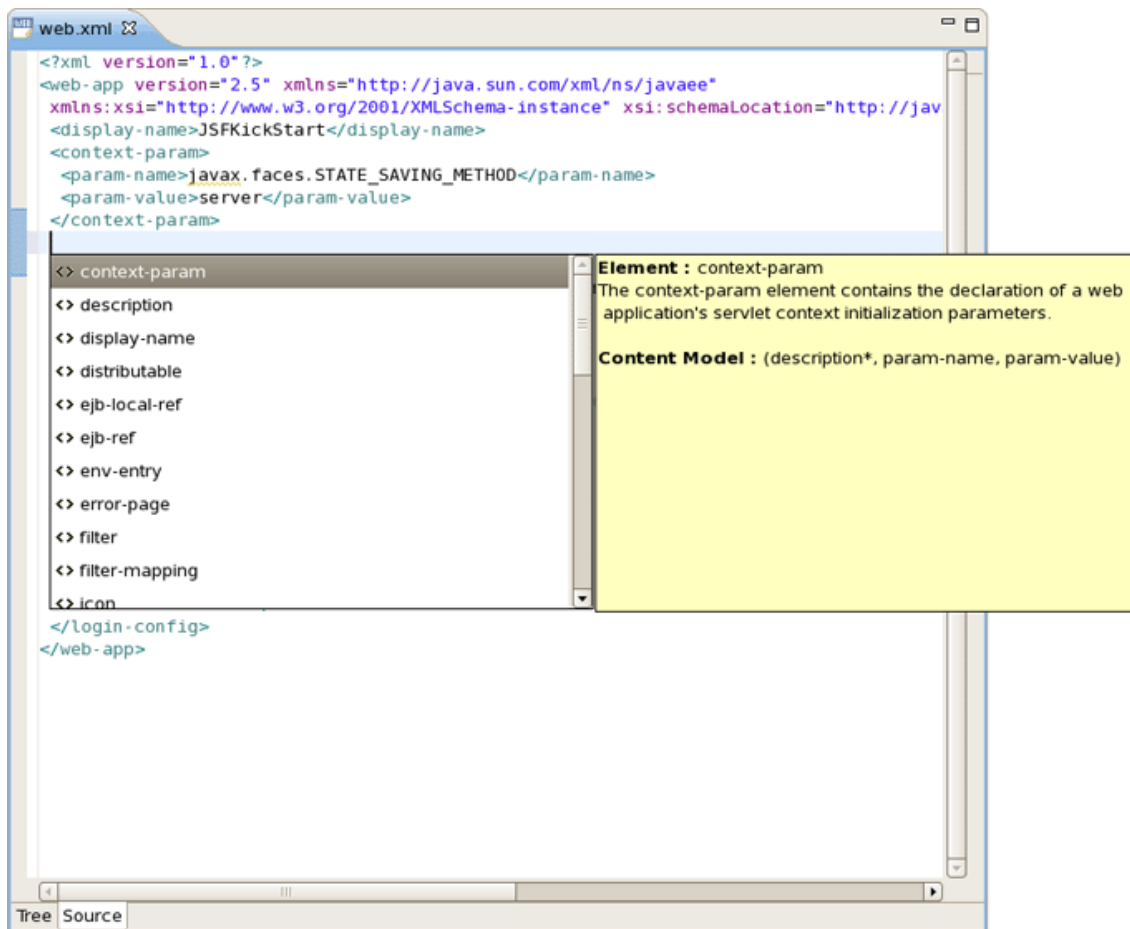 web.xml
<?xml version="1.0"?>
<web-app version="2.5" xmlns="http://java.sun.com/xml/ns/javaee"
xmlns:xsi="http://www.w3.org/2001/XMLSchema-instance" xsi:schemaLocation="http://jav
<display-name>JSFKickStart</display-name>
<context-param>
<param-name>javax.faces.STATE_SAVING_METHOD</param-name>
<param-value>server</param-value>
</context-param>
<> context-param
<> description
<> display-name
<> distributable
<> ejb-local-ref
<> ejb-ref
<> env-entry
<> error-page
<> filter
<> filter-mapping
<> icon
Element : context-param
The context-param element contains the declaration of a web
application's servlet context initialization parameters.
Content Model : (description*, param-name, param-value)
</login-config>
</web-app>
Tree Source